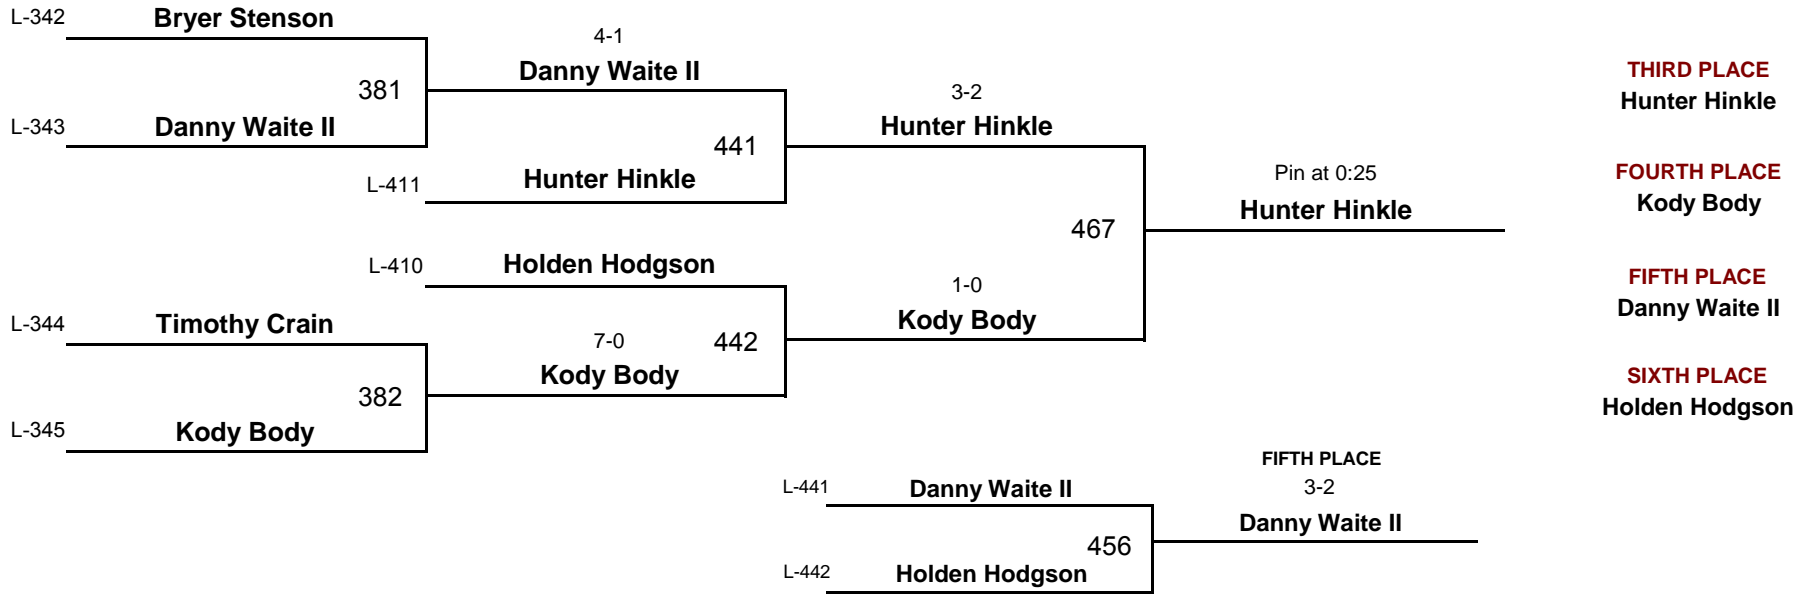 L-342
Bryer Stenson
381
L-343
Danny Waite II
4-1
Danny Waite II
441
L-411
Hunter Hinkle
3-2
Hunter Hinkle
467
Pin at 0:25
Hunter Hinkle
L-410
Holden Hodgson
L-344
Timothy Crain
382
L-345
Kody Body
7-0
Kody Body
442
1-0
Kody Body
L-441
Danny Waite II
456
L-442
Holden Hodgson
FIFTH PLACE
3-2
Danny Waite II
THIRD PLACE
Hunter Hinkle
FOURTH PLACE
Kody Body
FIFTH PLACE
Danny Waite II
SIXTH PLACE
Holden Hodgson